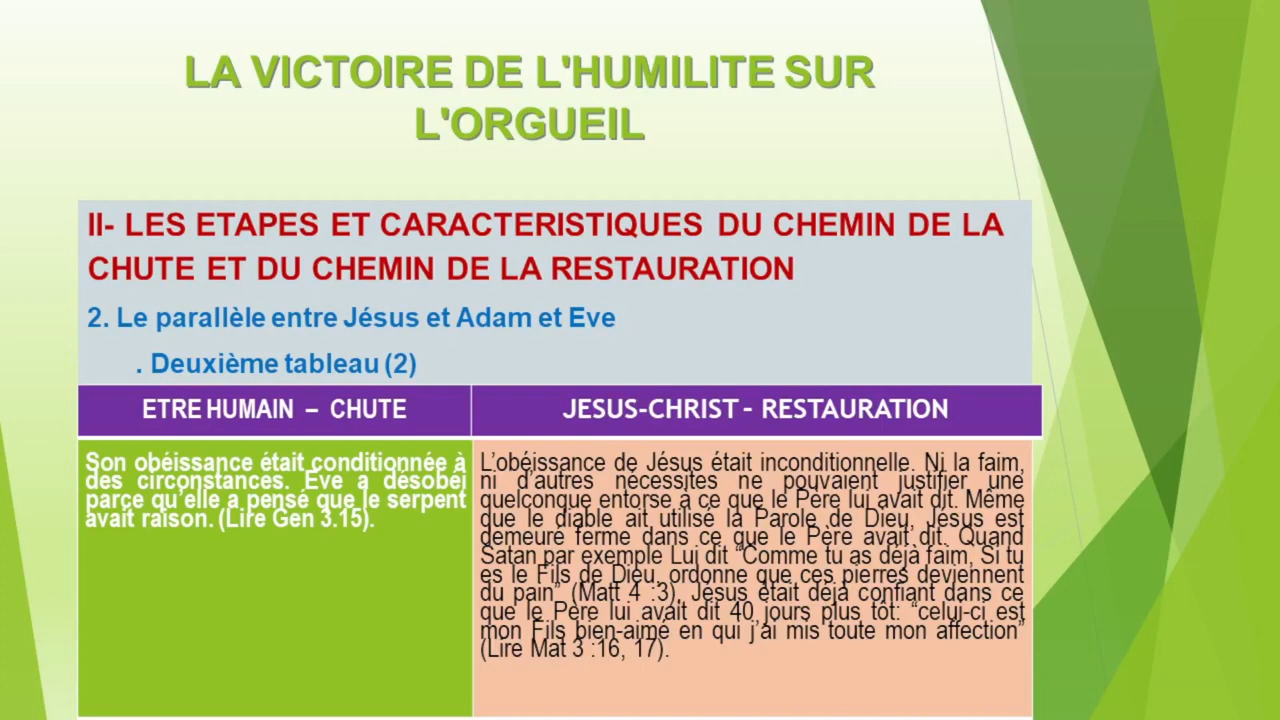 LA VICTOIRE DE L'HUMILITE SUR
L'ORGUEIL
II- LES ETAPES ET CARACTERISTIQUES DU CHEMIN DE LA
CHUTE ET DU CHEMIN DE LA RESTAURATION
2. Le parallèle entre Jésus et Adam et Eve
. Deuxième tableau (2)
ETRE HUMAIN – CHUTE
JESUS-CHRIST - RESTAURATION
Son obéissance était conditionnée à
des circonstances. Eve a désobéi
parce qu'elle a pensé que le serpent
avait raison. (Lire Gen 3.15).
L'obéissance de Jésus était inconditionnelle. Ni la faim,
ni d'autres nécessités ne pouvaient justifier une
quelconque entorse à ce que le Père lui avait dit. Même
que le diable ait utilisé la Parole de Dieu, Jésus est
demeuré ferme dans ce que le Père avait dit. Quand
Satan par exemple Lui dit "Comme tu as déjà faim, Si tu
es le Fils de Dieu, ordonne que ces pierres deviennent
du pain" (Matt 4 :3), Jésus était déjà confiant dans ce
que le Père lui avait dit 40 jours plus tôt: "celui-ci est
mon Fils bien-aimé en qui j'ai mis toute mon affection"
(Lire Mat 3 :16, 17).